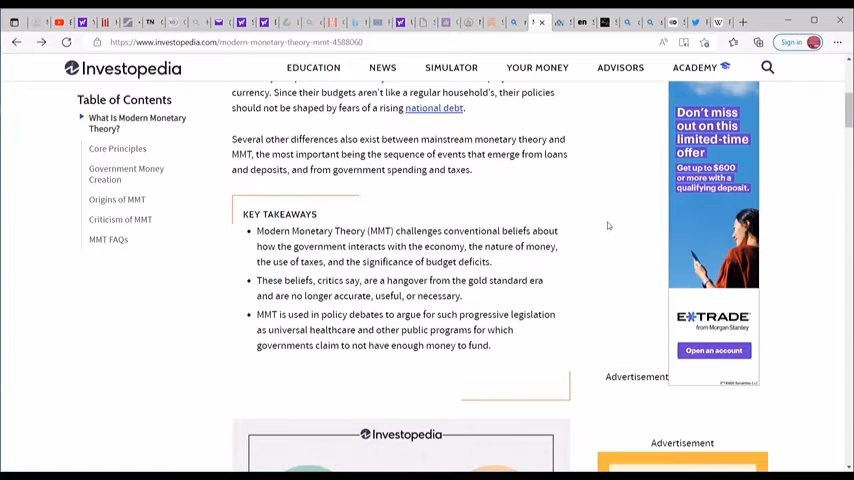 TN
en
W
https://www.investopedia.com/modern-monetary-theory-mmt-4588060
Sign in
Investopedia
EDUCATION
NEWS
SIMULATOR
YOUR MONEY
ADVISORS
ACADEMY
Table of Contents
What Is Modern Monetary
Theory?
Core Principles
Government Money
Creation
Origins of MMT
Criticism of MMT
MMT FAQs
currency. Since their budgets aren't like a regular household's, their policies
should not be shaped by fears of a rising national debt.
Several other differences also exist between mainstream monetary theory and
MMT, the most important being the sequence of events that emerge from loans
and deposits, and from government spending and taxes.
KEY TAKEAWAYS
• Modern Monetary Theory (MMT) challenges conventional beliefs about
how the government interacts with the economy, the nature of money,
the use of taxes, and the significance of budget deficits.
• These beliefs, critics say, are a hangover from the gold standard era
and are no longer accurate, useful, or necessary.
• MMT is used in policy debates to argue for such progressive legislation
as universal healthcare and other public programs for which
governments claim to not have enough money to fund.
Investopedia
Don't miss
out on this
limited-time
offer
Get up to $600
or more with a
qualifying deposit.
E*TRADE
from Morgan Stanley
Open an account
Advertisement
Advertisement